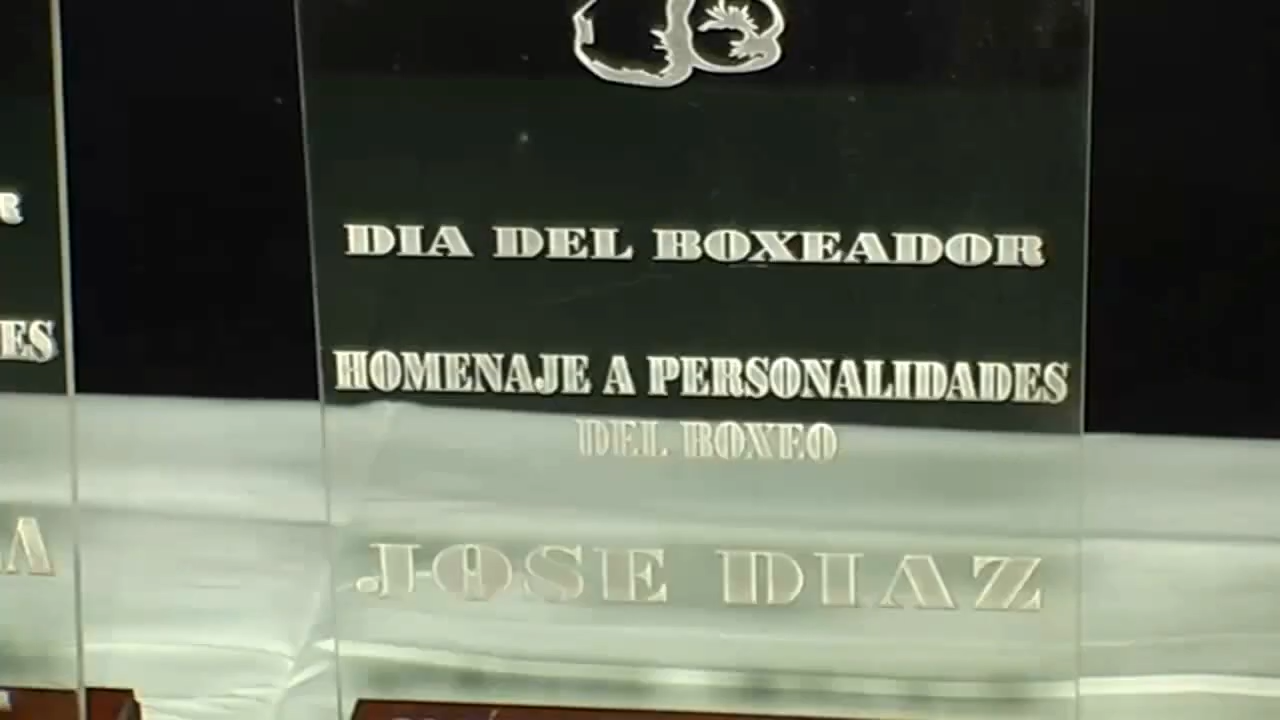 DIA DEL BOXEADOR
HOMENAJE A PERSONALIDADES
DEL BOXEO
JOSE DIAZ